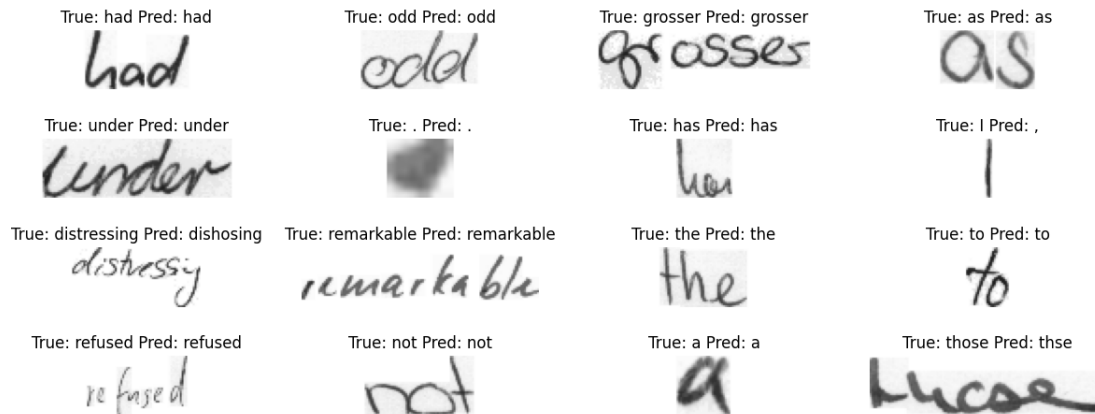 True: had Pred: had True: odd Pred: odd True: grosser Pred: grosser True: as Pred: as
had odd grosser as
True: under Pred: under True: . Pred: . True: has Pred: has True: I Pred: ,
under . has I
True: distressing Pred: dishosing True: remarkable Pred: remarkable True: the Pred: the True: to Pred: to
distressing remarkable the to
True: refused Pred: refused True: not Pred: not True: a Pred: a True: those Pred: thse
refused not a those